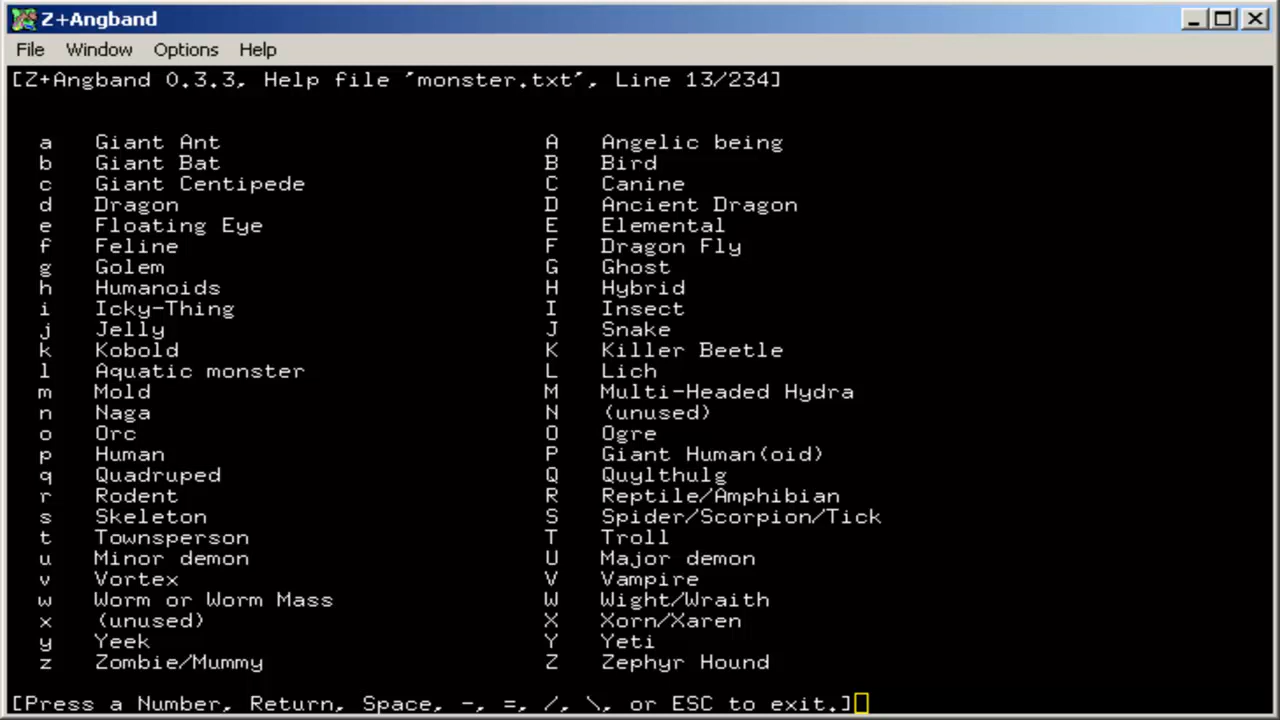 Z+Angband
File Window Options Help
[Z+Angband 0.3.3, Help file 'monster.txt', Line 13/234]
a Giant Ant A Angelic being
b Giant Bat B Bird
c Giant Centipede C Canine
d Dragon D Ancient Dragon
e Floating Eye E Elemental
f Feline F Dragon Fly
g Golem G Ghost
h Humanoids H Hybrid
i Icky-Thing I Insect
j Jelly J Snake
k Kobold K Killer Beetle
l Aquatic monster L Lich
m Mold M Multi-Headed Hydra
n Naga N (unused)
o Orc O Ogre
p Human P Giant Human(oid)
q Quadruped Q Quylthulg
r Rodent R Reptile/Amphibian
s Skeleton S Spider/Scorpion/Tick
t Townsperson T Troll
u Minor demon U Major demon
v Vortex V Vampire
w Worm or Worm Mass W Wight/Wraith
x (unused) X Xorn/Xaren
y Yeek Y Yeti
z Zombie/Mummy Z Zephyr Hound
[Press a Number, Return, Space, -, =, /, \, or ESC to exit.]